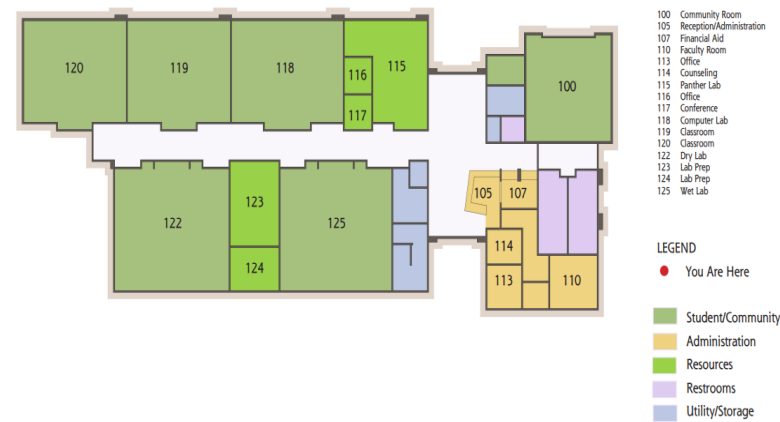 120
119
118
116
115
117
100
122
123
124
125
105
107
114
113
110
100 Community Room
105 Reception/Administration
107 Financial Aid
110 Faculty Room
113 Office
114 Counseling
115 Panther Lab
116 Office
117 Conference
118 Computer Lab
119 Classroom
120 Classroom
122 Dry Lab
123 Lab Prep
124 Lab Prep
125 Wet Lab
LEGEND
You Are Here
Student/Community
Administration
Resources
Restrooms
Utility/Storage